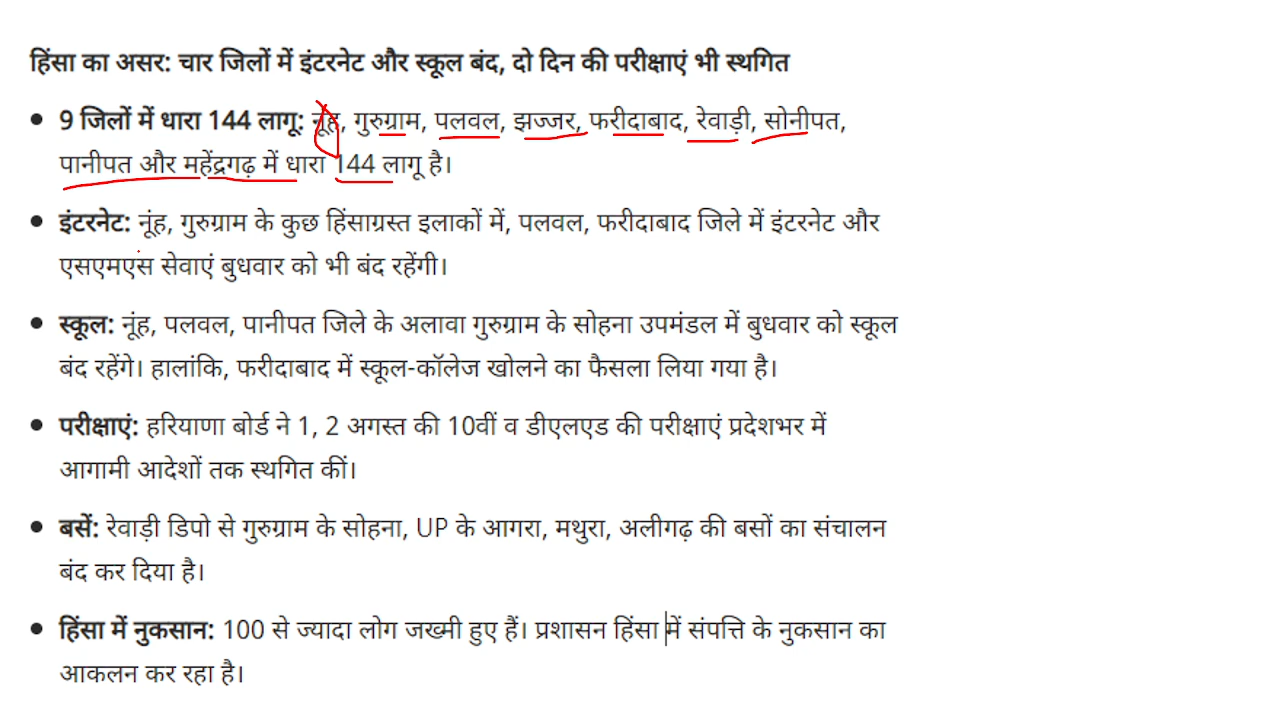 हिंसा का असर: चार जिलों में इंटरनेट और स्कूल बंद, दो दिन की परीक्षाएं भी स्थगित
• 9 जिलों में धारा 144 लागू: नूंह, गुरुग्राम, पलवल, झज्जर, फरीदाबाद, रेवाड़ी, सोनीपत,
पानीपत और महेंद्रगढ़ में धारा 144 लागू है।
• इंटरनेट: नूंह, गुरुग्राम के कुछ हिंसाग्रस्त इलाकों में, पलवल, फरीदाबाद जिले में इंटरनेट और
एसएमएस सेवाएं बुधवार को भी बंद रहेंगी।
• स्कूल: नूंह, पलवल, पानीपत जिले के अलावा गुरुग्राम के सोहना उपमंडल में बुधवार को स्कूल
बंद रहेंगे। हालांकि, फरीदाबाद में स्कूल-कॉलेज खोलने का फैसला लिया गया है।
• परीक्षाएं: हरियाणा बोर्ड ने 1, 2 अगस्त की 10वीं व डीएलएड की परीक्षाएं प्रदेशभर में
आगामी आदेशों तक स्थगित कीं।
• बसें: रेवाड़ी डिपो से गुरुग्राम के सोहना, UP के आगरा, मथुरा, अलीगढ़ की बसों का संचालन
बंद कर दिया है।
• हिंसा में नुकसान: 100 से ज्यादा लोग जख्मी हुए हैं। प्रशासन हिंसा में संपत्ति के नुकसान का
आकलन कर रहा है।